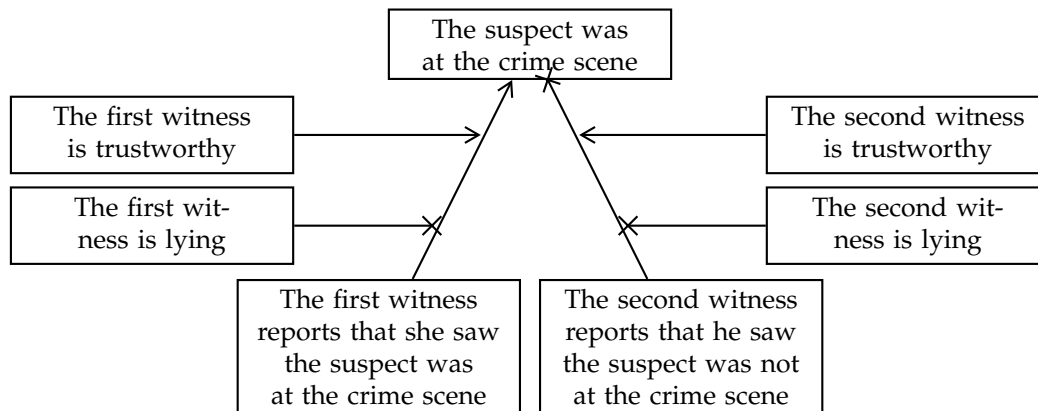 The suspect was
at the crime scene
The first witness
is trustworthy
The second witness
is trustworthy
The first wit-
ness is lying
The second wit-
ness is lying
The first witness
reports that she saw
the suspect was
at the crime scene
The second witness
reports that he saw
the suspect was not
at the crime scene